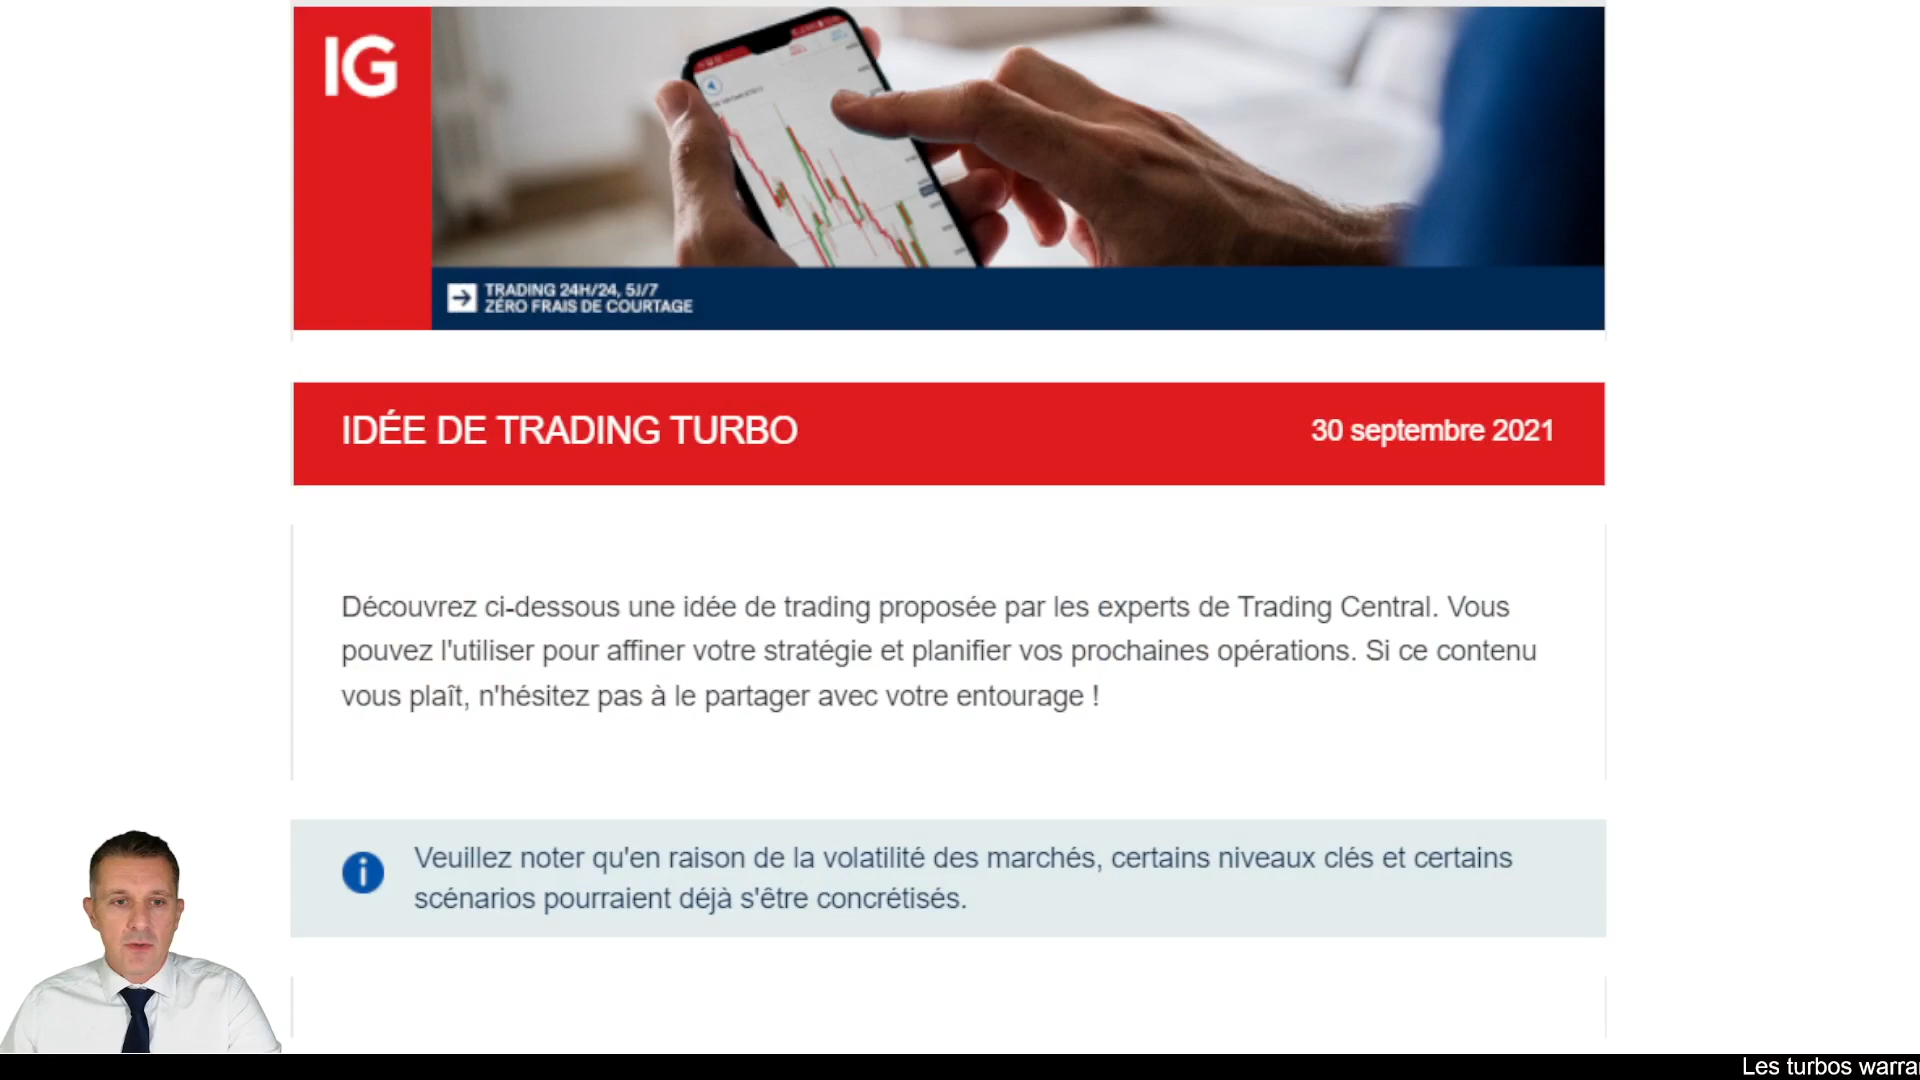 IG
TRADING 24H/24, 5J/7
ZÉRO FRAIS DE COURTAGE
IDÉE DE TRADING TURBO
30 septembre 2021
Découvrez ci-dessous une idée de trading proposée par les experts de Trading Central. Vous
pouvez l'utiliser pour affiner votre stratégie et planifier vos prochaines opérations. Si ce contenu
vous plaît, n'hésitez pas à le partager avec votre entourage !
Veuillez noter qu'en raison de la volatilité des marchés, certains niveaux clés et certains
scénarios pourraient déjà s'être concrétisés.
Les turbos warra